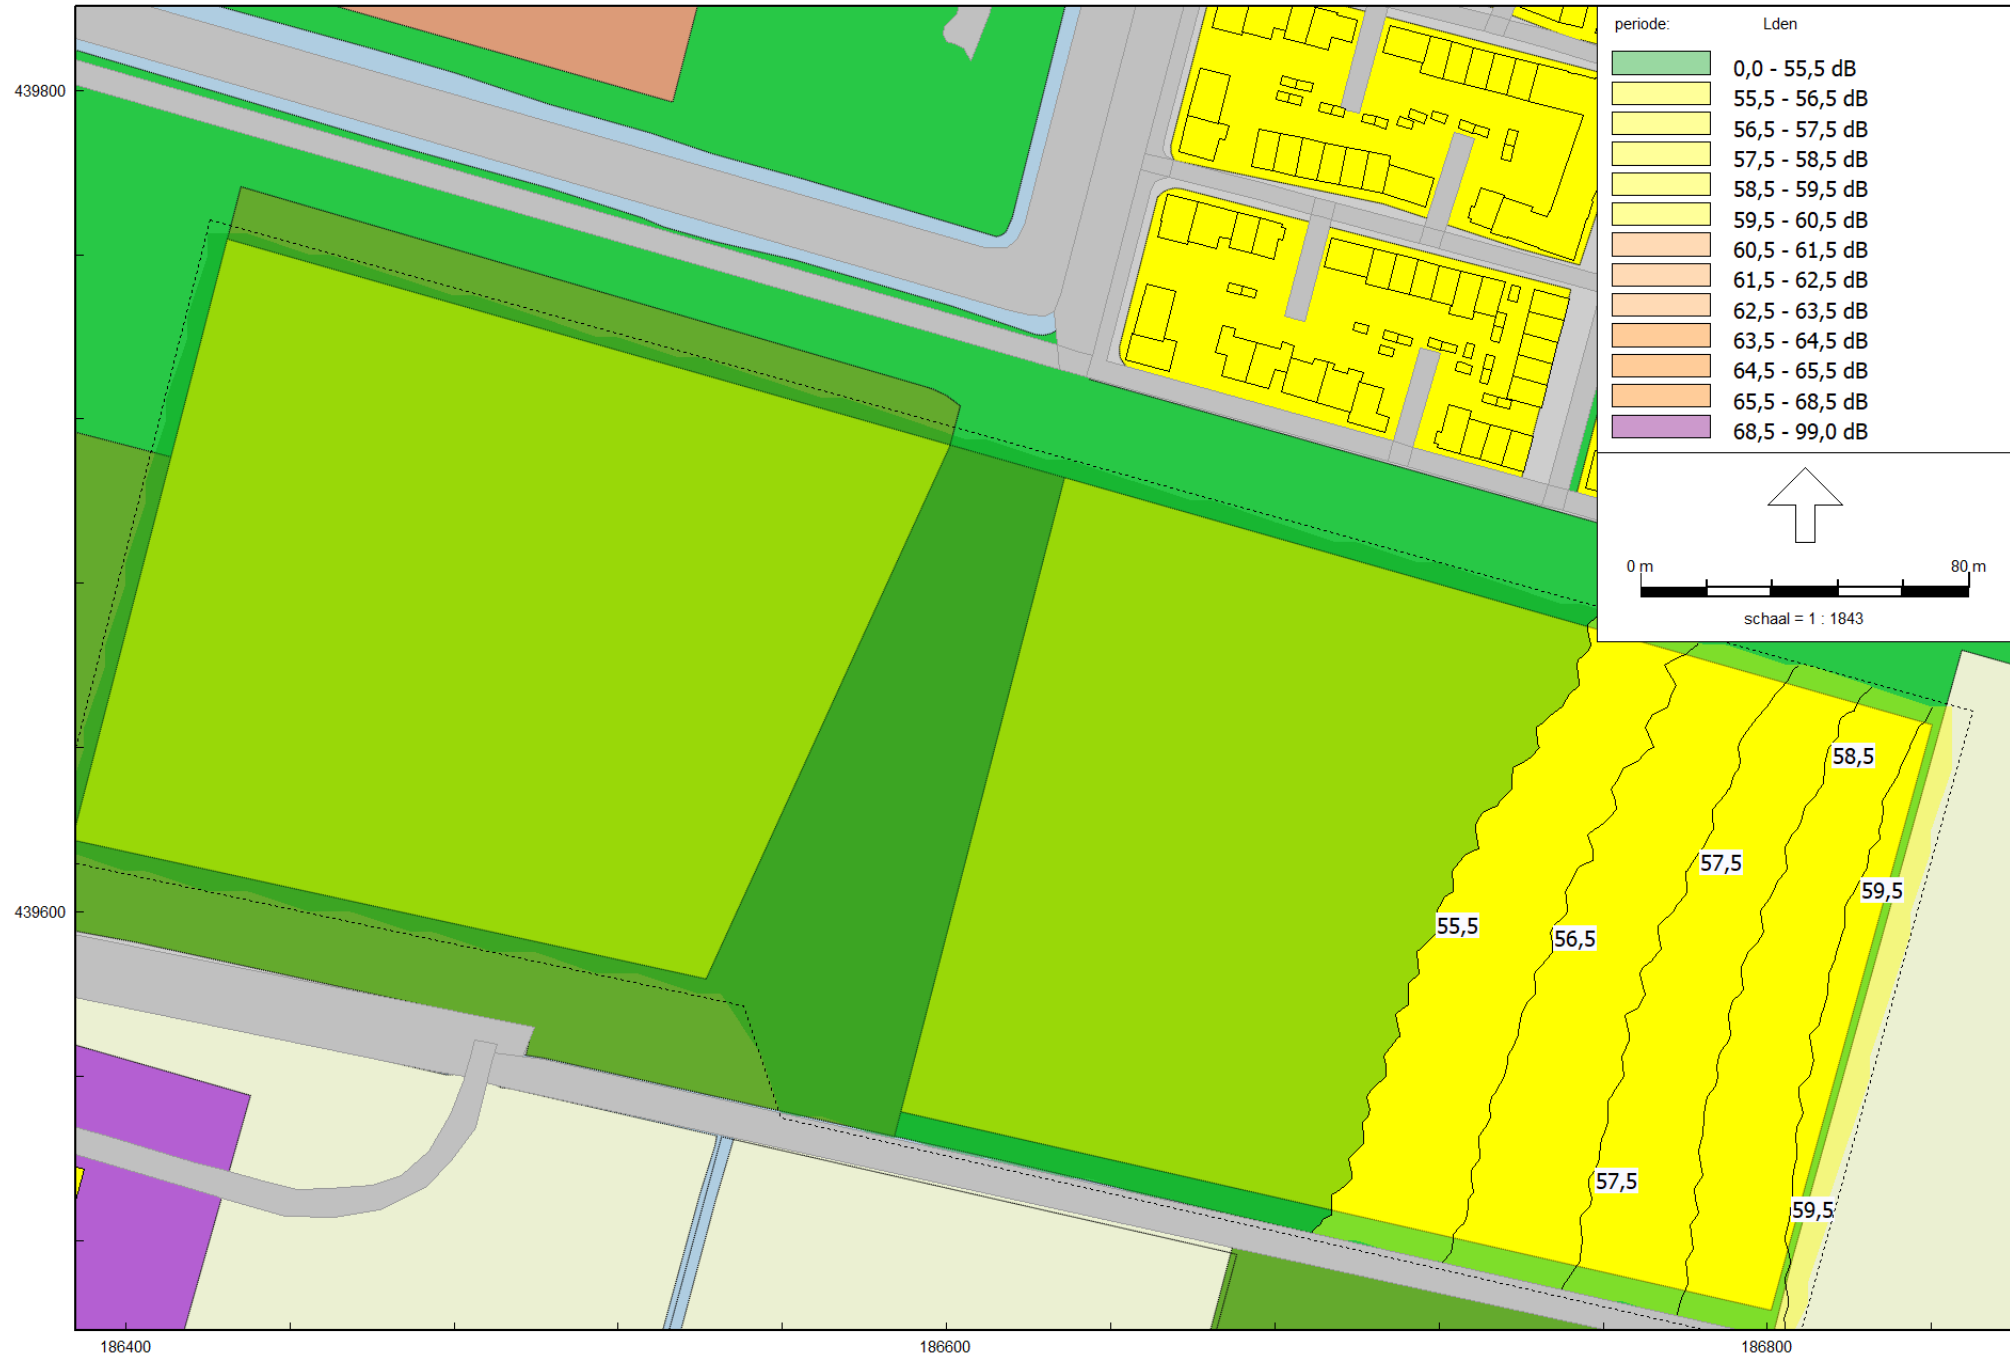 periode: Lden
0,0 - 55,5 dB
55,5 - 56,5 dB
56,5 - 57,5 dB
57,5 - 58,5 dB
58,5 - 59,5 dB
59,5 - 60,5 dB
60,5 - 61,5 dB
61,5 - 62,5 dB
62,5 - 63,5 dB
63,5 - 64,5 dB
64,5 - 65,5 dB
65,5 - 68,5 dB
68,5 - 99,0 dB
0 m 80 m
schaal = 1 : 1843
439800
58,5
57,5
59,5
439600
55,5
56,5
57,5
59,5
186400 186600 186800